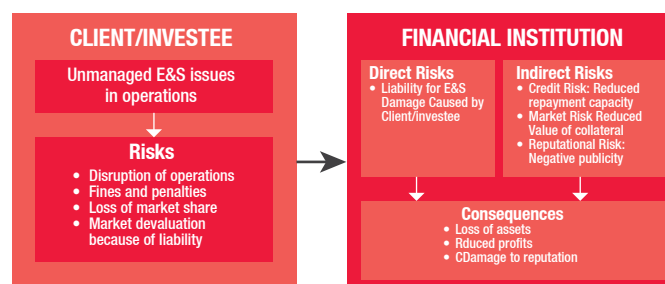 CLIENT/INVESTEE
Unmanaged E&S issues
in operations
Risks
• Disruption of operations
• Fines and penalties
• Loss of market share
• Market devaluation
because of liability
FINANCIAL INSTITUTION
Direct Risks
• Liability for E&S
Damage Caused by
Client/investee
Indirect Risks
• Credit Risk: Reduced
repayment capacity
• Market Risk Reduced
Value of collateral
• Reputational Risk:
Negative publicity
Consequences
• Loss of assets
• Rduced profits
• CDamage to reputation